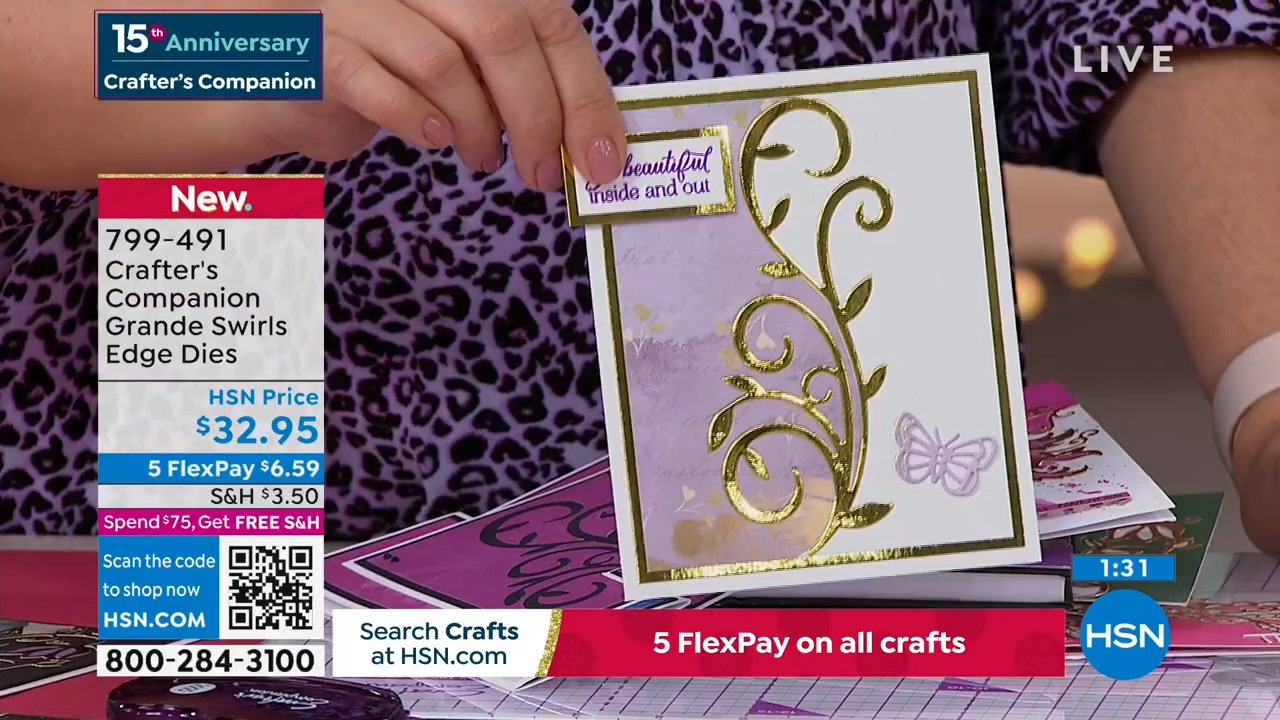 15th Anniversary
Crafter's Companion
LIVE
beautiful
inside and out
New.
799-491
Crafter's
Companion
Grande Swirls
Edge Dies
HSN Price
$32.95
5 FlexPay $6.59
S&H $3.50
Spend $75, Get FREE S&H
Scan the code
to shop now
HSN.COM
800-284-3100
Search Crafts
at HSN.com
5 FlexPay on all crafts
1:31
HSN
Crafter's
Companion